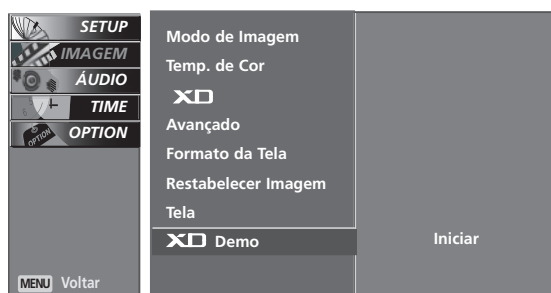 SETUP
IMAGEM
ÁUDIO
TIME
OPTION
OPTION
MENU Voltar
Modo de Imagem
Temp. de Cor
XD
Avançado
Formato da Tela
Restabelecer Imagem
Tela
XD Demo
Iniciar